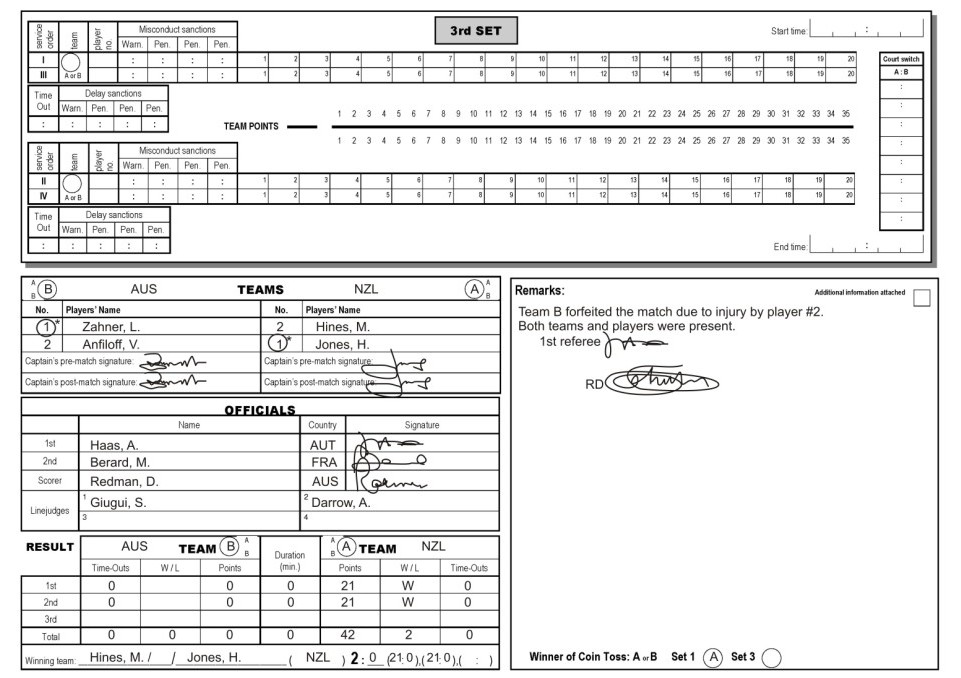 3rd SET
Start time: :
service order team player no. Misconduct sanctions
Warn. Pen. Pen. Pen.
I : : : : 1 2 3 4 5 6 7 8 9 10 11 12 13 14 15 16 17 18 19 20
III A or B : : : : 1 2 3 4 5 6 7 8 9 10 11 12 13 14 15 16 17 18 19 20
Court switch
A : B
:
:
:
:
:
:
:
:
Time Out Delay sanctions
Warn. Pen. Pen. Pen.
: : : : :
1 2 3 4 5 6 7 8 9 10 11 12 13 14 15 16 17 18 19 20 21 22 23 24 25 26 27 28 29 30 31 32 33 34 35
TEAM POINTS
1 2 3 4 5 6 7 8 9 10 11 12 13 14 15 16 17 18 19 20 21 22 23 24 25 26 27 28 29 30 31 32 33 34 35
service order team player no. Misconduct sanctions
Warn. Pen. Pen. Pen.
II : : : : 1 2 3 4 5 6 7 8 9 10 11 12 13 14 15 16 17 18 19 20
IV A or B : : : : 1 2 3 4 5 6 7 8 9 10 11 12 13 14 15 16 17 18 19 20
Time Out Delay sanctions
Warn. Pen. Pen. Pen.
: : : : :
End time: :
A B B AUS TEAMS NZL A A B
No. Players' Name No. Players' Name
1* Zahner, L. 2 Hines, M.
2 Anfiloff, V. 1* Jones, H.
Captain's pre-match signature: Captain's pre-match signature:
Captain's post-match signature: Captain's post-match signature:
OFFICIALS
Name Country Signature
1st Haas, A. AUT
2nd Berard, M. FRA
Scorer Redman, D. AUS
Linejudges 1 Giugui, S. 2 Darrow, A.
3 4
RESULT AUS TEAM B A B Duration (min.) A B A TEAM NZL
Time-Outs W / L Points Points W / L Time-Outs
1st 0 0 0 21 W 0
2nd 0 0 0 21 W 0
3rd
Total 0 0 0 0 42 2 0
Winning team: Hines, M. / / Jones, H. ( NZL ) 2 : 0 (21: 0),(21: 0),( : )
Remarks: Additional information attached
Team B forfeited the match due to injury by player #2.
Both teams and players were present.
1st referee
RD
Winner of Coin Toss: A or B Set 1 A Set 3